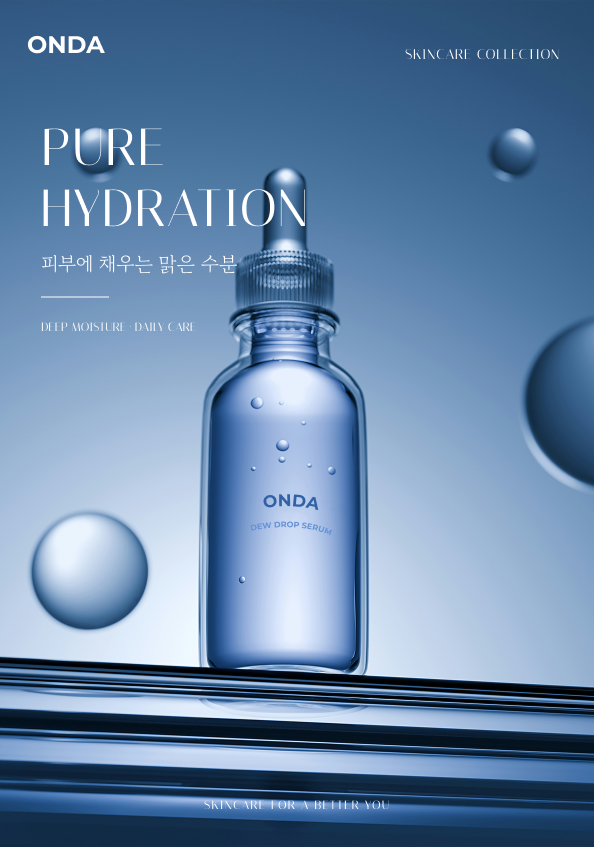 ONDA
SKINCARE COLLECTION
PURE
HYDRATION
피부에 채우는 맑은 수분
DEEP MOISTURE · DAILY CARE
ONDA
DEW DROP SERUM
SKINCARE FOR A BETTER YOU